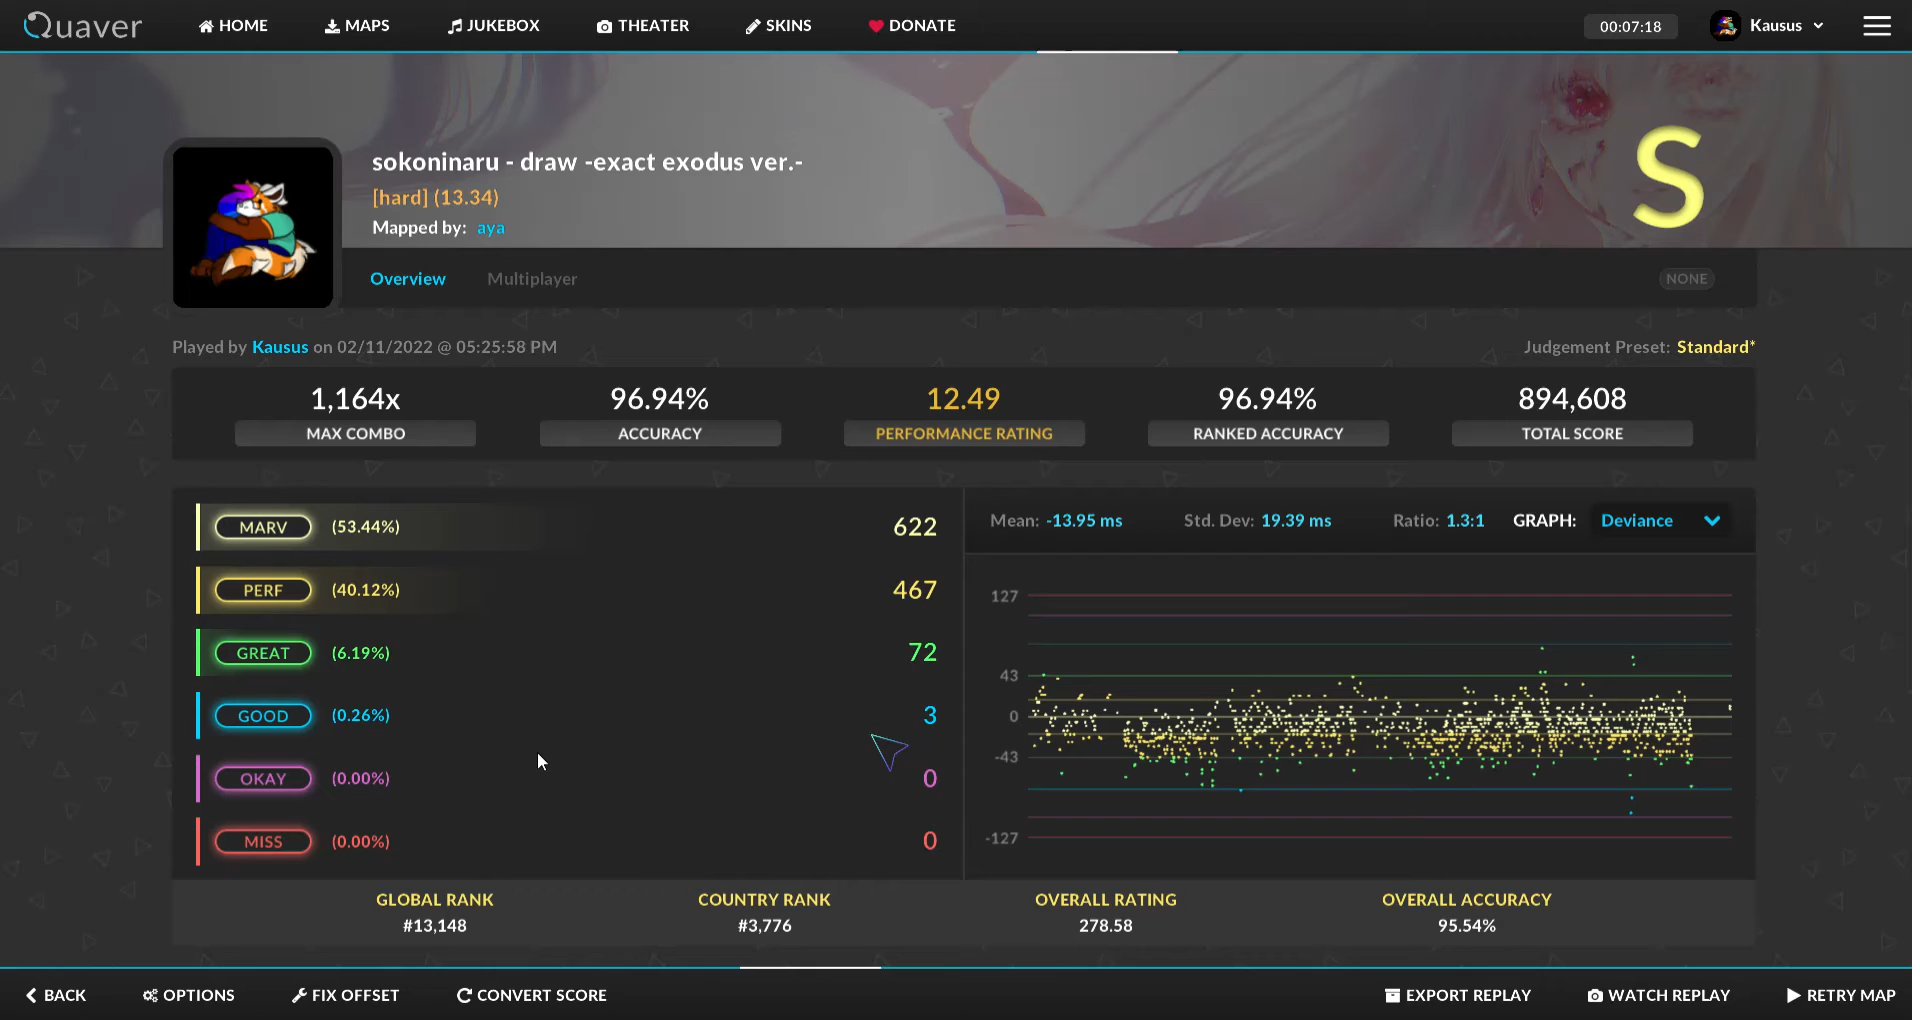 Quaver HOME MAPS JUKEBOX THEATER SKINS DONATE 00:07:18 Kausus
sokoninaru - draw -exact exodus ver.-
[hard] (13.34)
Mapped by: aya
S
Overview Multiplayer NONE
Played by Kausus on 02/11/2022 @ 05:25:58 PM Judgement Preset: Standard*
1,164x 96.94% 12.49 96.94% 894,608
MAX COMBO ACCURACY PERFORMANCE RATING RANKED ACCURACY TOTAL SCORE
MARV (53.44%) 622
PERF (40.12%) 467
GREAT (6.19%) 72
GOOD (0.26%) 3
OKAY (0.00%) 0
MISS (0.00%) 0
Mean: -13.95 ms Std. Dev: 19.39 ms Ratio: 1.3:1 GRAPH: Deviance
127
43
0
-43
-127
GLOBAL RANK COUNTRY RANK OVERALL RATING OVERALL ACCURACY
#13,148 #3,776 278.58 95.54%
BACK OPTIONS FIX OFFSET CONVERT SCORE EXPORT REPLAY WATCH REPLAY RETRY MAP